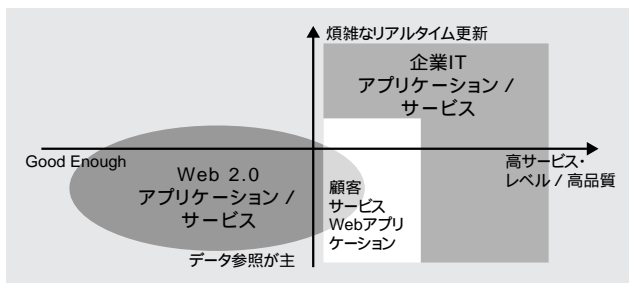 煩雑なリアルタイム更新
企業IT
アプリケーション /
サービス
Good Enough
高サービス・
レベル / 高品質
Web 2.0
アプリケーション /
サービス
顧客
サービス
Webアプリ
ケーション
データ参照が主